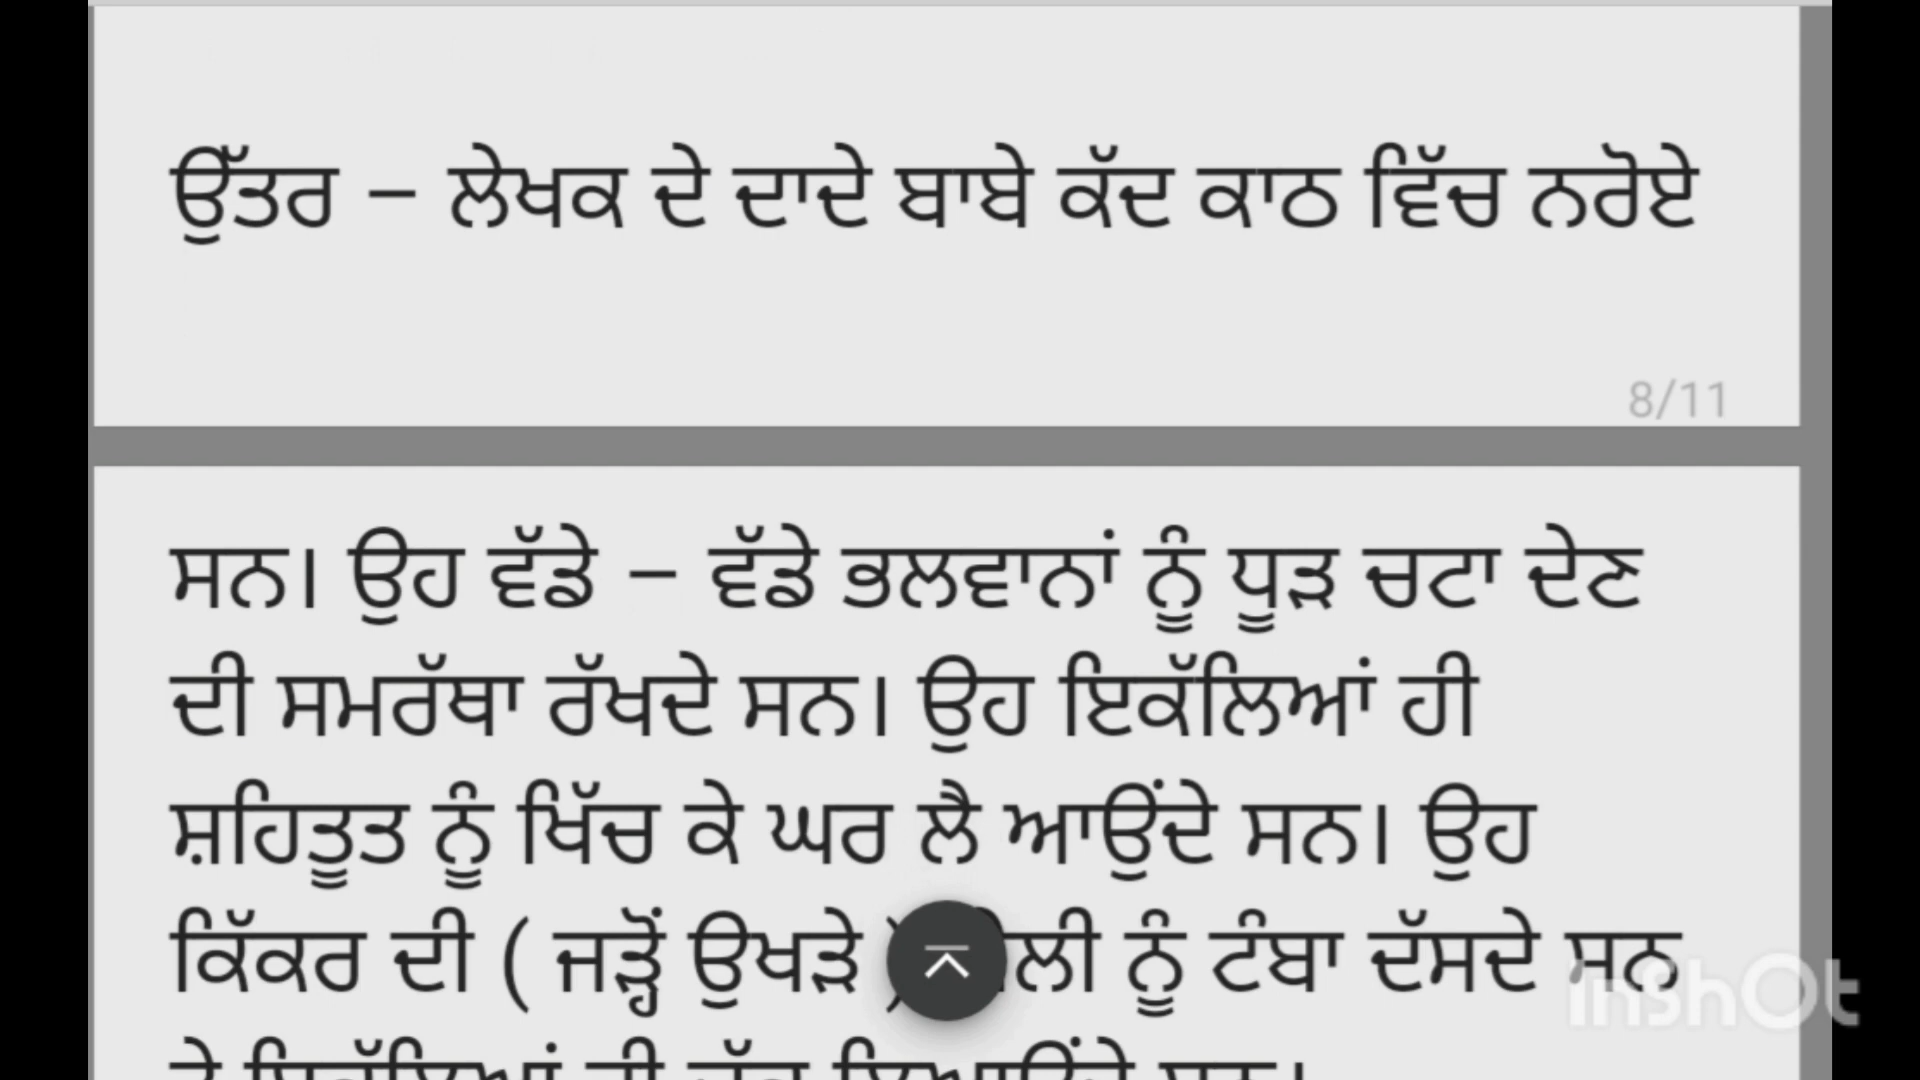 ਉੱਤਰ – ਲੇਖਕ ਦੇ ਦਾਦੇ ਬਾਬੇ ਕੱਦ ਕਾਠ ਵਿੱਚ ਨਰੋਏ
8/11
ਸਨ। ਉਹ ਵੱਡੇ – ਵੱਡੇ ਭਲਵਾਨਾਂ ਨੂੰ ਧੂੜ ਚਟਾ ਦੇਣ
ਦੀ ਸਮਰੱਥਾ ਰੱਖਦੇ ਸਨ। ਉਹ ਇਕੱਲਿਆਂ ਹੀ
ਸ਼ਹਿਤੂਤ ਨੂੰ ਖਿੱਚ ਕੇ ਘਰ ਲੈ ਆਉਂਦੇ ਸਨ। ਉਹ
ਕਿੱਕਰ ਦੀ ( ਜੜ੍ਹੋਂ ਉਖੜੇ ) ਨੂੰ ਟੰਬਾ ਦੱਸਦੇ ਸਨ
InShOt